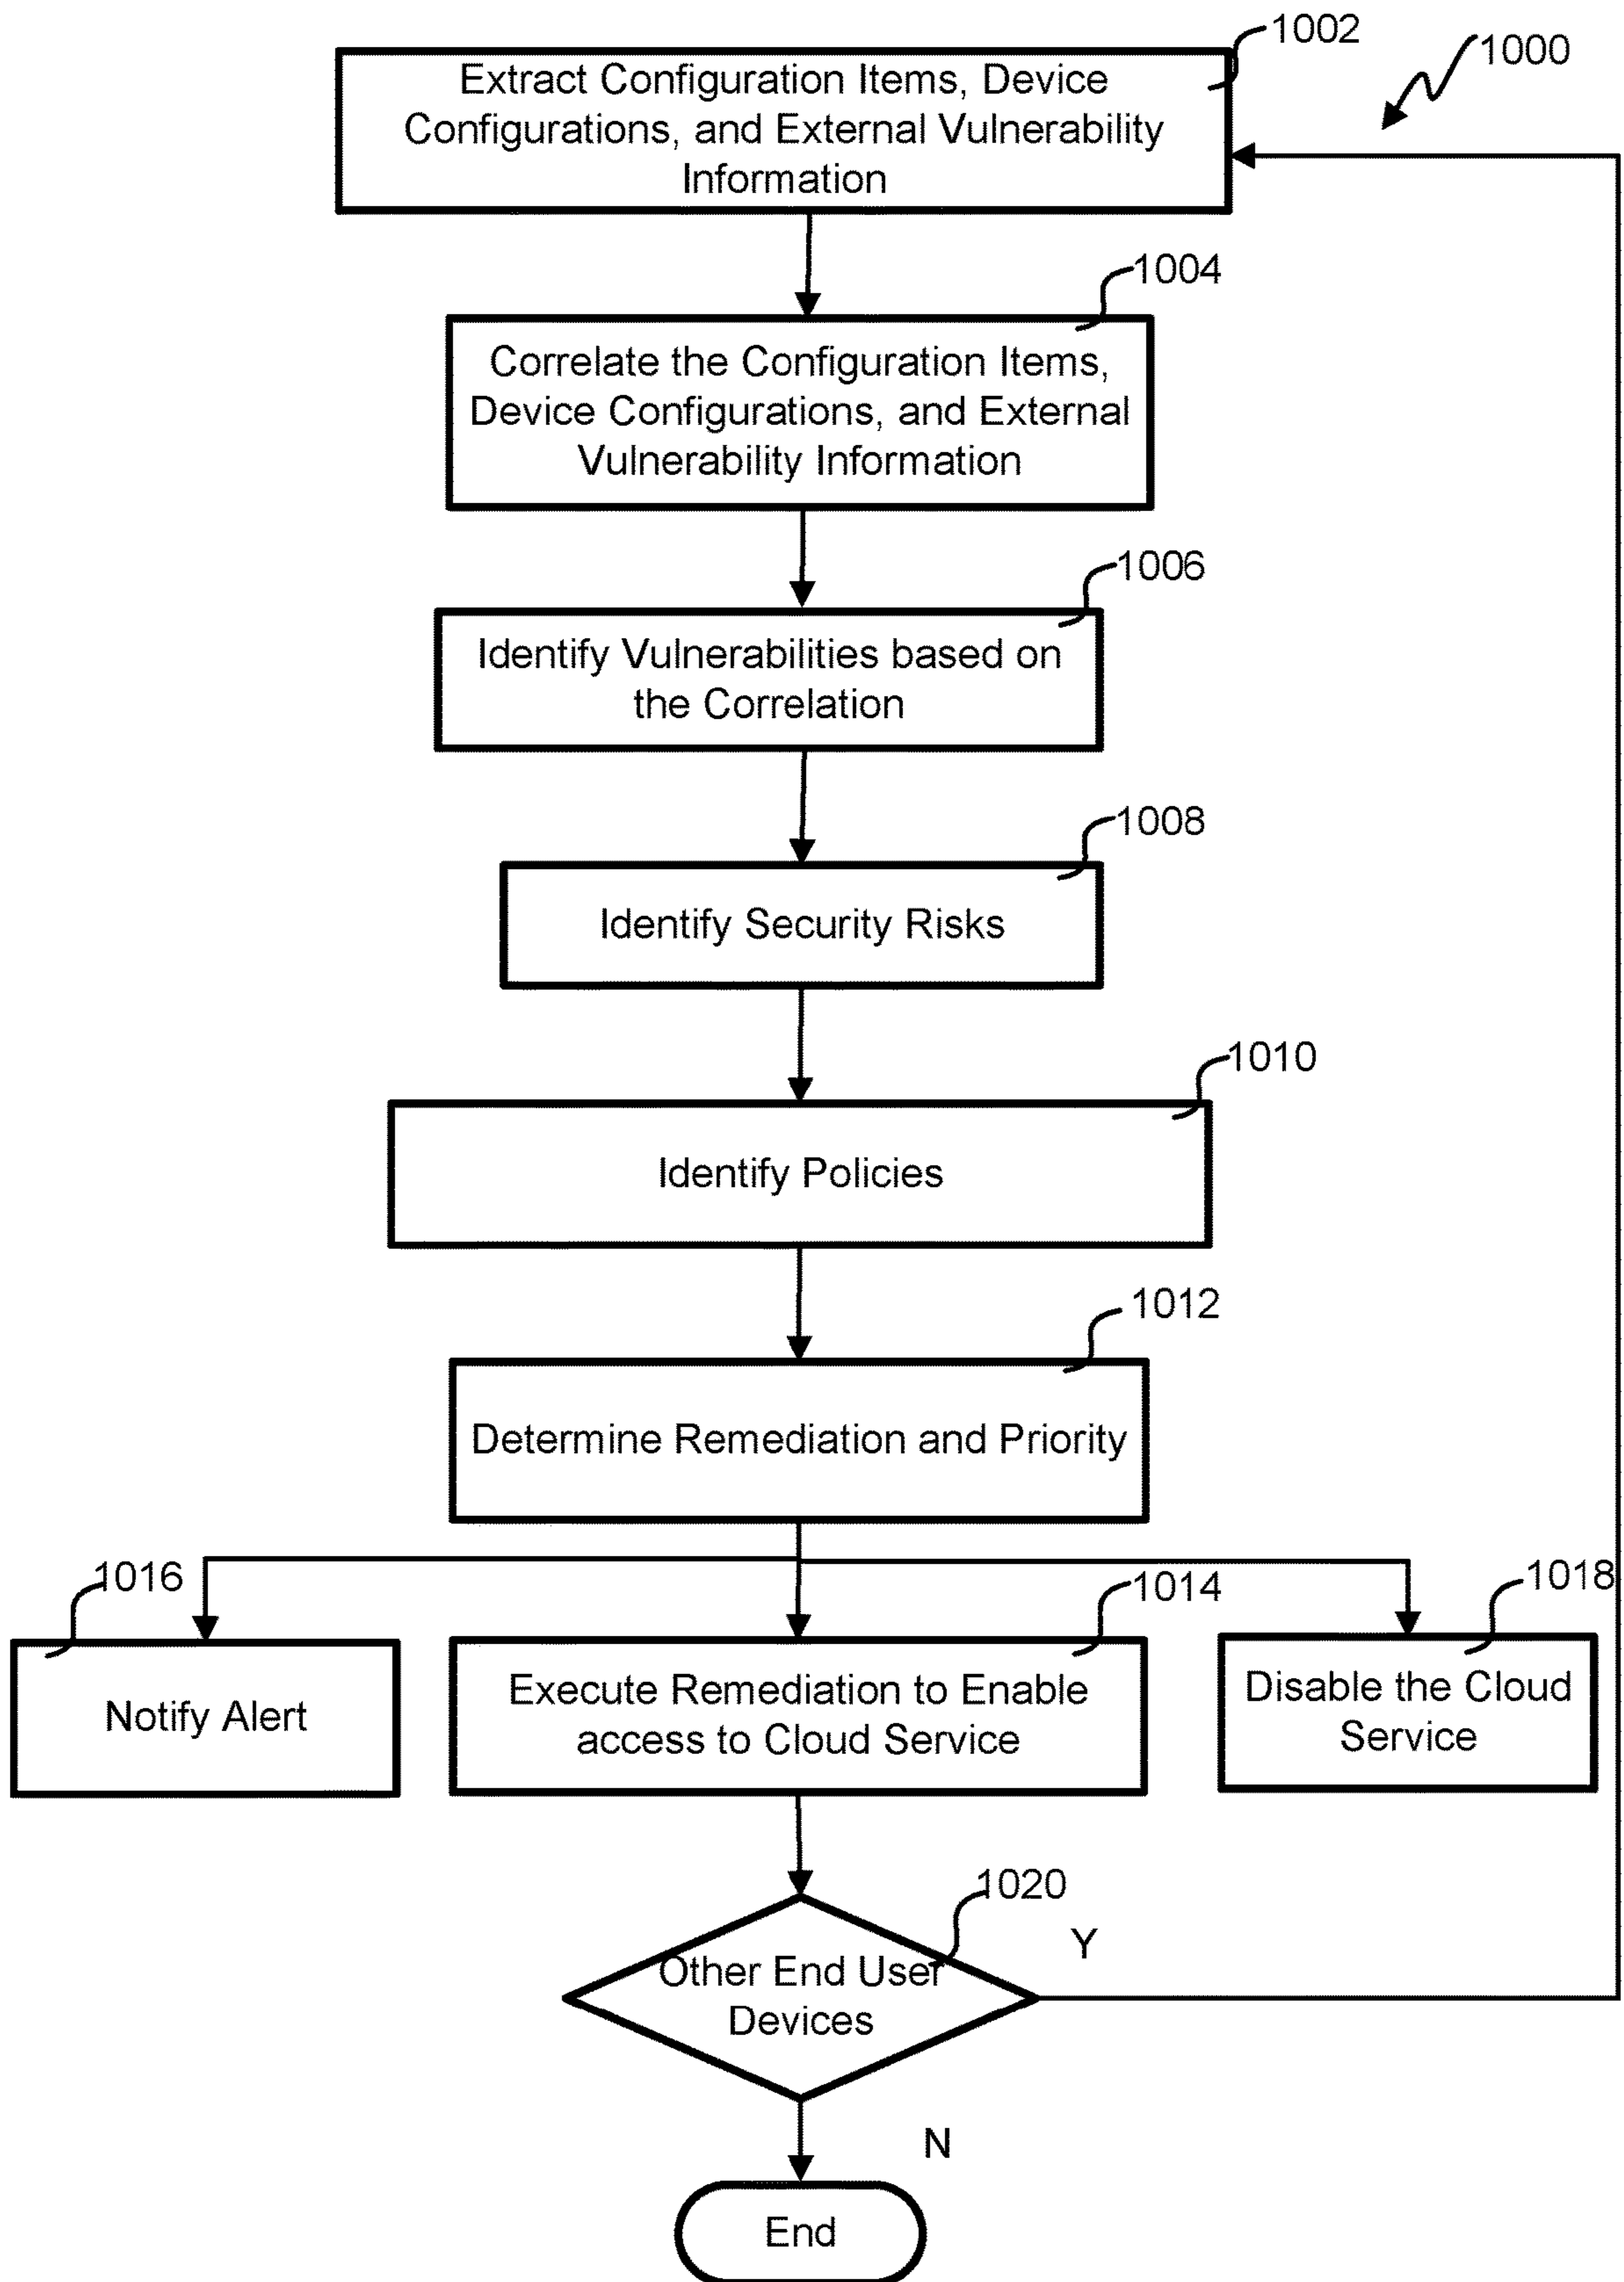 1002
1000
Extract Configuration Items, Device
Configurations, and External Vulnerability
Information
1004
Correlate the Configuration Items,
Device Configurations, and External
Vulnerability Information
1006
Identify Vulnerabilities based on
the Correlation
1008
Identify Security Risks
1010
Identify Policies
1012
Determine Remediation and Priority
1016
1014
1018
Notify Alert
Execute Remediation to Enable
access to Cloud Service
Disable the Cloud
Service
1020
Y
Other End User
Devices
N
End